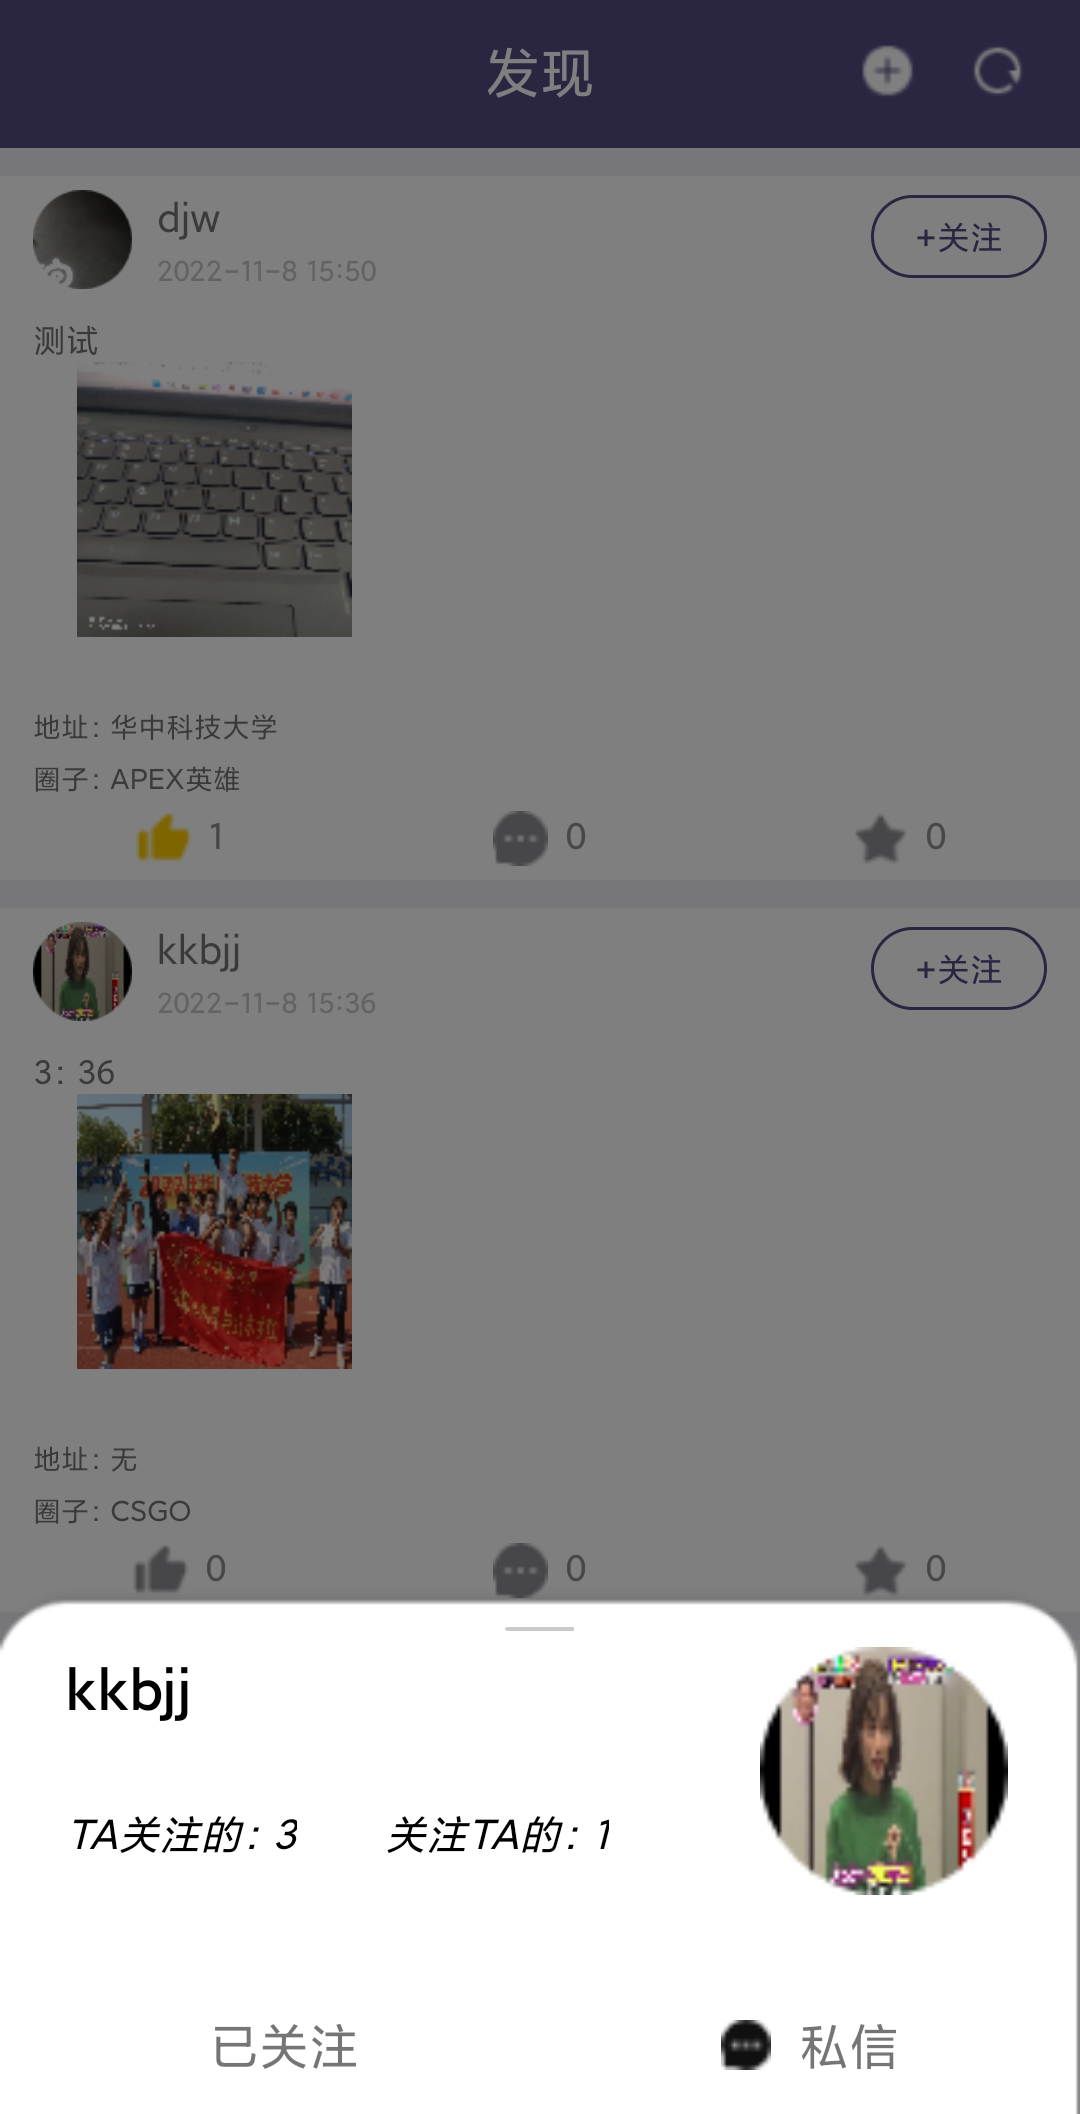 发现
djw
+关注
2022-11-8 15:50
测试
地址：华中科技大学
圈子：APEX英雄
1
0
0
kkbjj
+关注
2022-11-8 15:36
3：36
地址：无
圈子：CSGO
0
0
0
kkbjj
TA关注的：3
关注TA的：1
已关注
私信